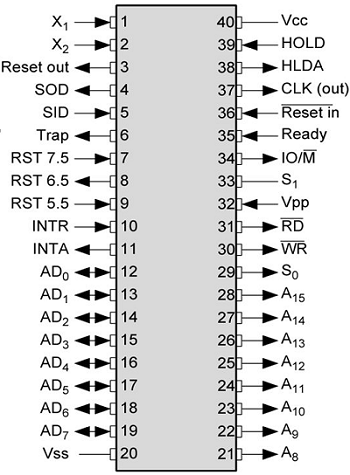 X₁ 1 40 Vcc
X₂ 2 39 HOLD
Reset out 3 38 HLDA
SOD 4 37 CLK (out)
SID 5 36 R̅e̅s̅e̅t̅ ̅i̅n̅
Trap 6 35 Ready
RST 7.5 7 34 IO/M̅
RST 6.5 8 33 S₁
RST 5.5 9 32 Vpp
INTR 10 31 R̅D̅
INTA 11 30 W̅R̅
AD₀ 12 29 S₀
AD₁ 13 28 A₁₅
AD₂ 14 27 A₁₄
AD₃ 15 26 A₁₃
AD₄ 16 25 A₁₂
AD₅ 17 24 A₁₁
AD₆ 18 23 A₁₀
AD₇ 19 22 A₉
Vss 20 21 A₈